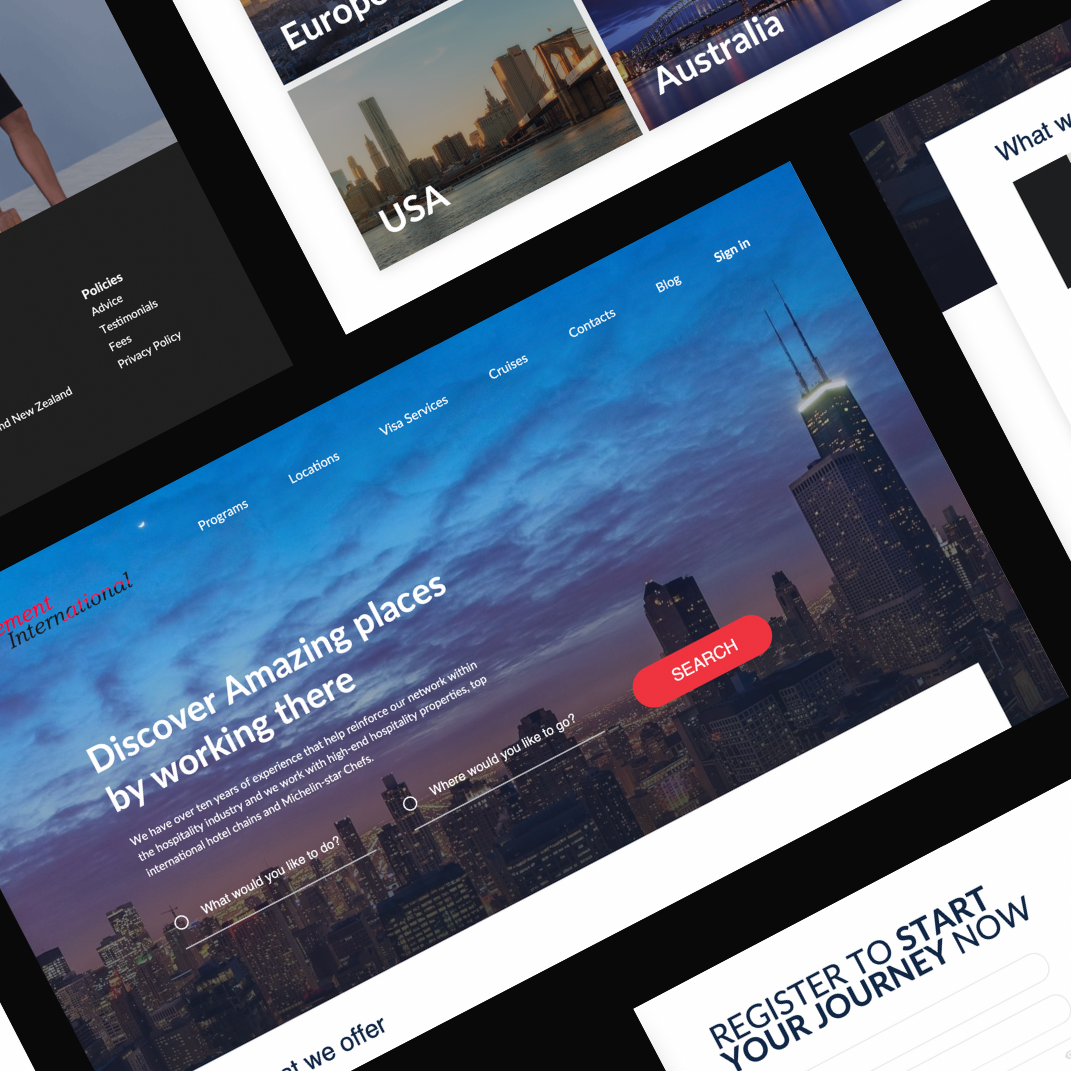 Europe
Australia
USA
What w
Policies
Advice
Testimonials
Fees
Privacy Policy
nd New Zealand
Programs
Locations
Visa Services
Cruises
Contacts
Blog
Sign in
ement
International
Discover Amazing places
by working there
We have over ten years of experience that help reinforce our network within
the hospitality industry and we work with high-end hospitality properties, top
international hotel chains and Michelin-star Chefs.
What would you like to do?
Where would you like to go?
SEARCH
at we offer
REGISTER TO START
YOUR JOURNEY NOW